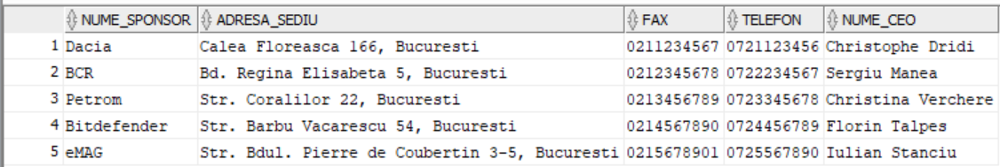 NUME_SPONSOR ADRESA_SEDIU FAX TELEFON NUME_CEO
1 Dacia Calea Floreasca 166, Bucuresti 0211234567 0721123456 Christophe Dridi
2 BCR Bd. Regina Elisabeta 5, Bucuresti 0212345678 0722234567 Sergiu Manea
3 Petrom Str. Coralilor 22, Bucuresti 0213456789 0723345678 Christina Verchere
4 Bitdefender Str. Barbu Vacarescu 54, Bucuresti 0214567890 0724456789 Florin Talpes
5 eMAG Str. Bdul. Pierre de Coubertin 3-5, Bucuresti 0215678901 0725567890 Iulian Stanciu